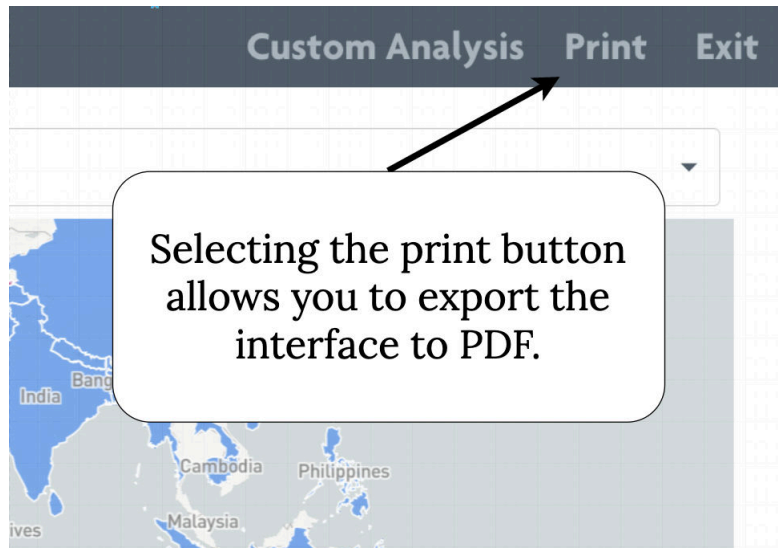 Custom Analysis Print Exit
Selecting the print button
allows you to export the
interface to PDF.
India
Bang
Cambodia
Philippines
Malaysia
ives